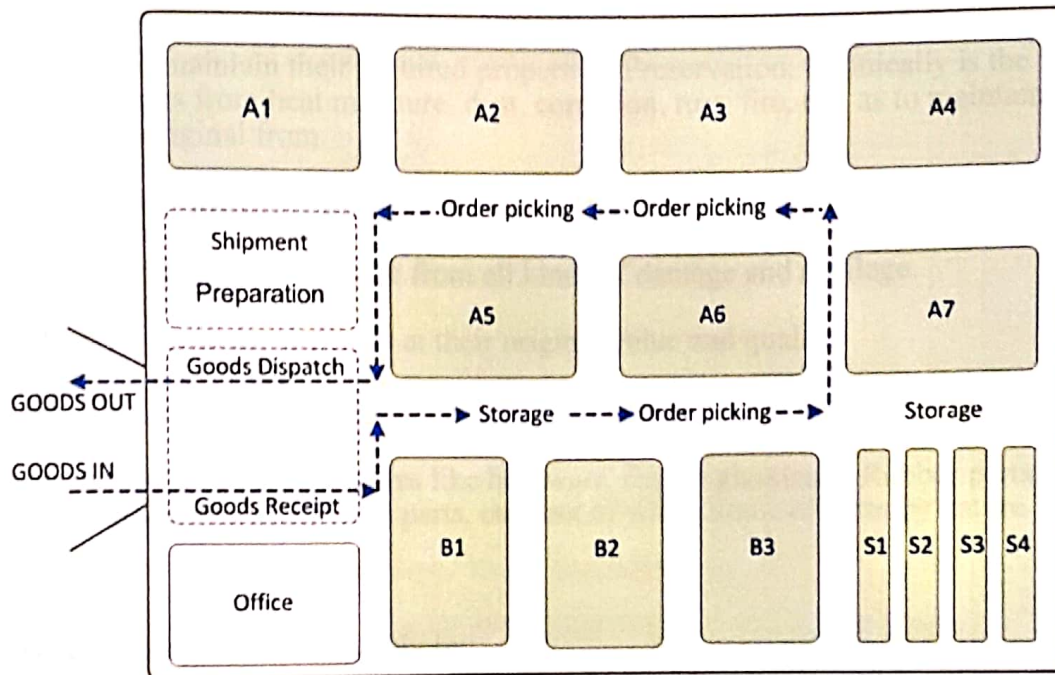 A1 A2 A3 A4
Order picking Order picking
Shipment
Preparation
A5 A6 A7
Goods Dispatch
GOODS OUT
Storage Order picking Storage
GOODS IN
Goods Receipt
B1 B2 B3 S1 S2 S3 S4
Office